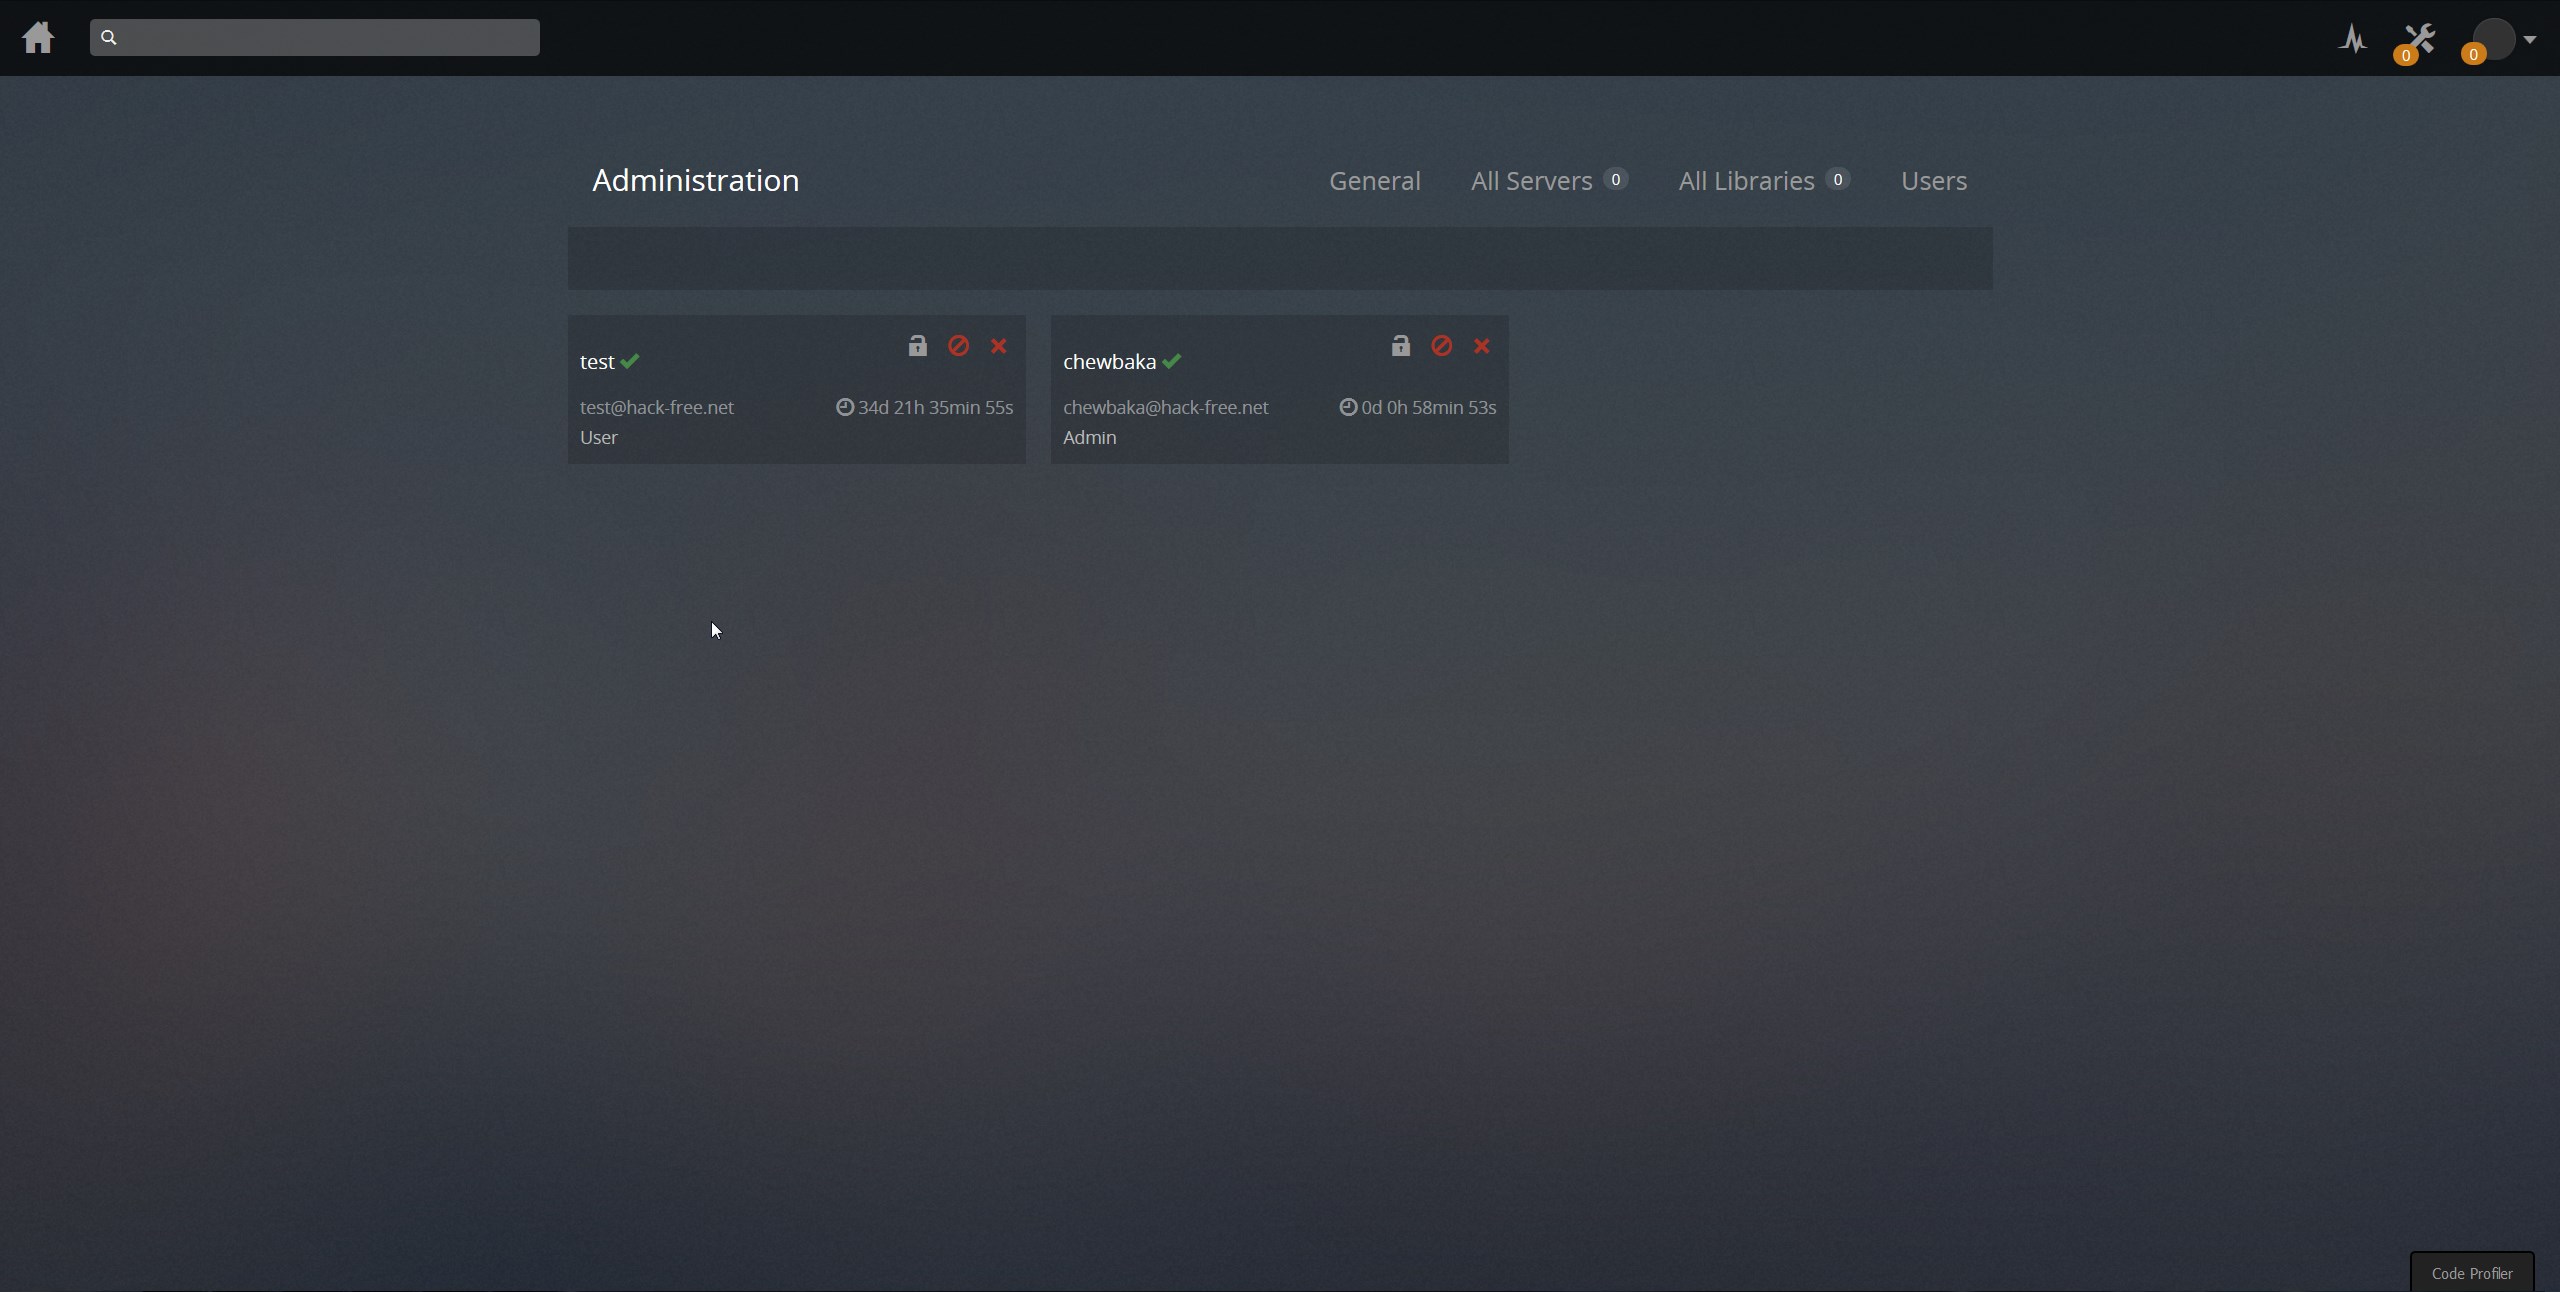 0
0
Administration
General
All Servers 0
All Libraries 0
Users
test
test@hack-free.net
34d 21h 35min 55s
User
chewbaka
chewbaka@hack-free.net
0d 0h 58min 53s
Admin
Code Profiler